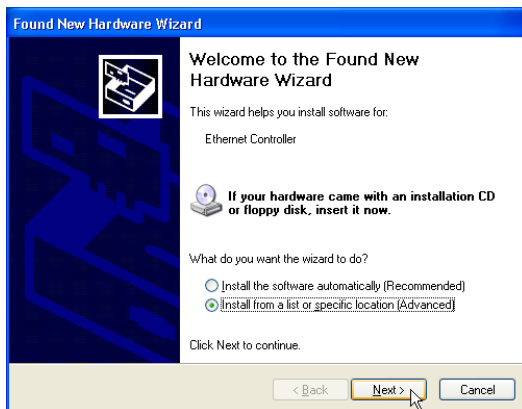 Found New Hardware Wizard
Welcome to the Found New
Hardware Wizard
This wizard helps you install software for:
Ethernet Controller
If your hardware came with an installation CD
or floppy disk, insert it now.
What do you want the wizard to do?
Install the software automatically (Recommended)
Install from a list or specific location (Advanced)
Click Next to continue.
< Back Next > Cancel